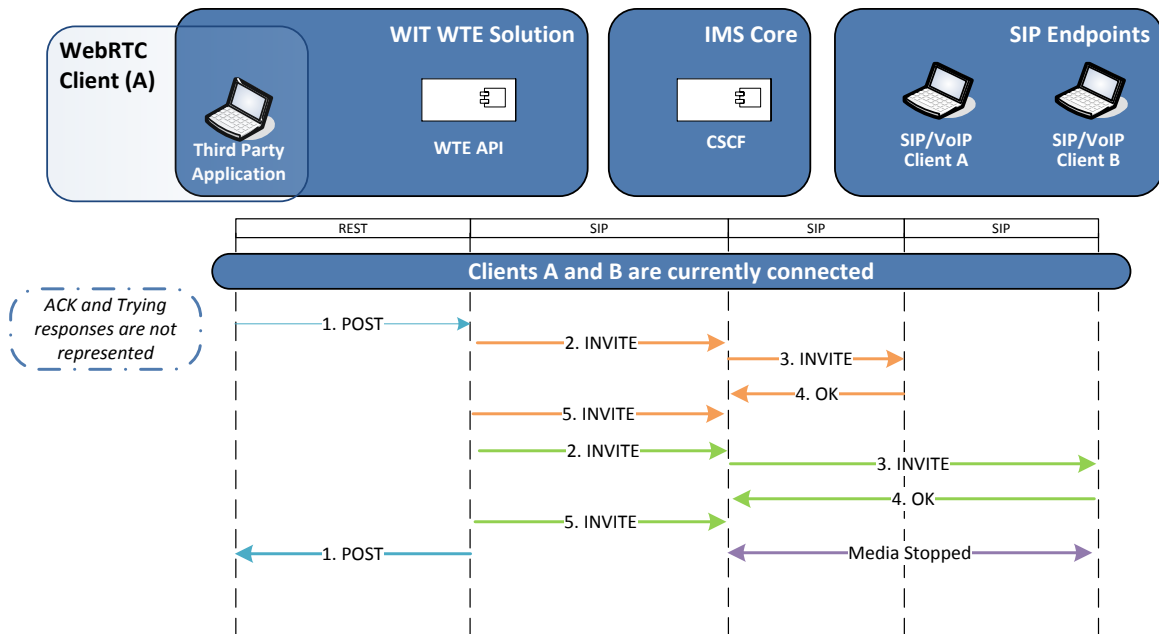 WebRTC
Client (A)
WIT WTE Solution
IMS Core
SIP Endpoints
Third Party
Application
WTE API
CSCF
SIP/VoIP
Client A
SIP/VoIP
Client B
REST
SIP
SIP
SIP
Clients A and B are currently connected
ACK and Trying
responses are not
represented
1. POST
2. INVITE
3. INVITE
4. OK
5. INVITE
2. INVITE
3. INVITE
4. OK
5. INVITE
1. POST
Media Stopped